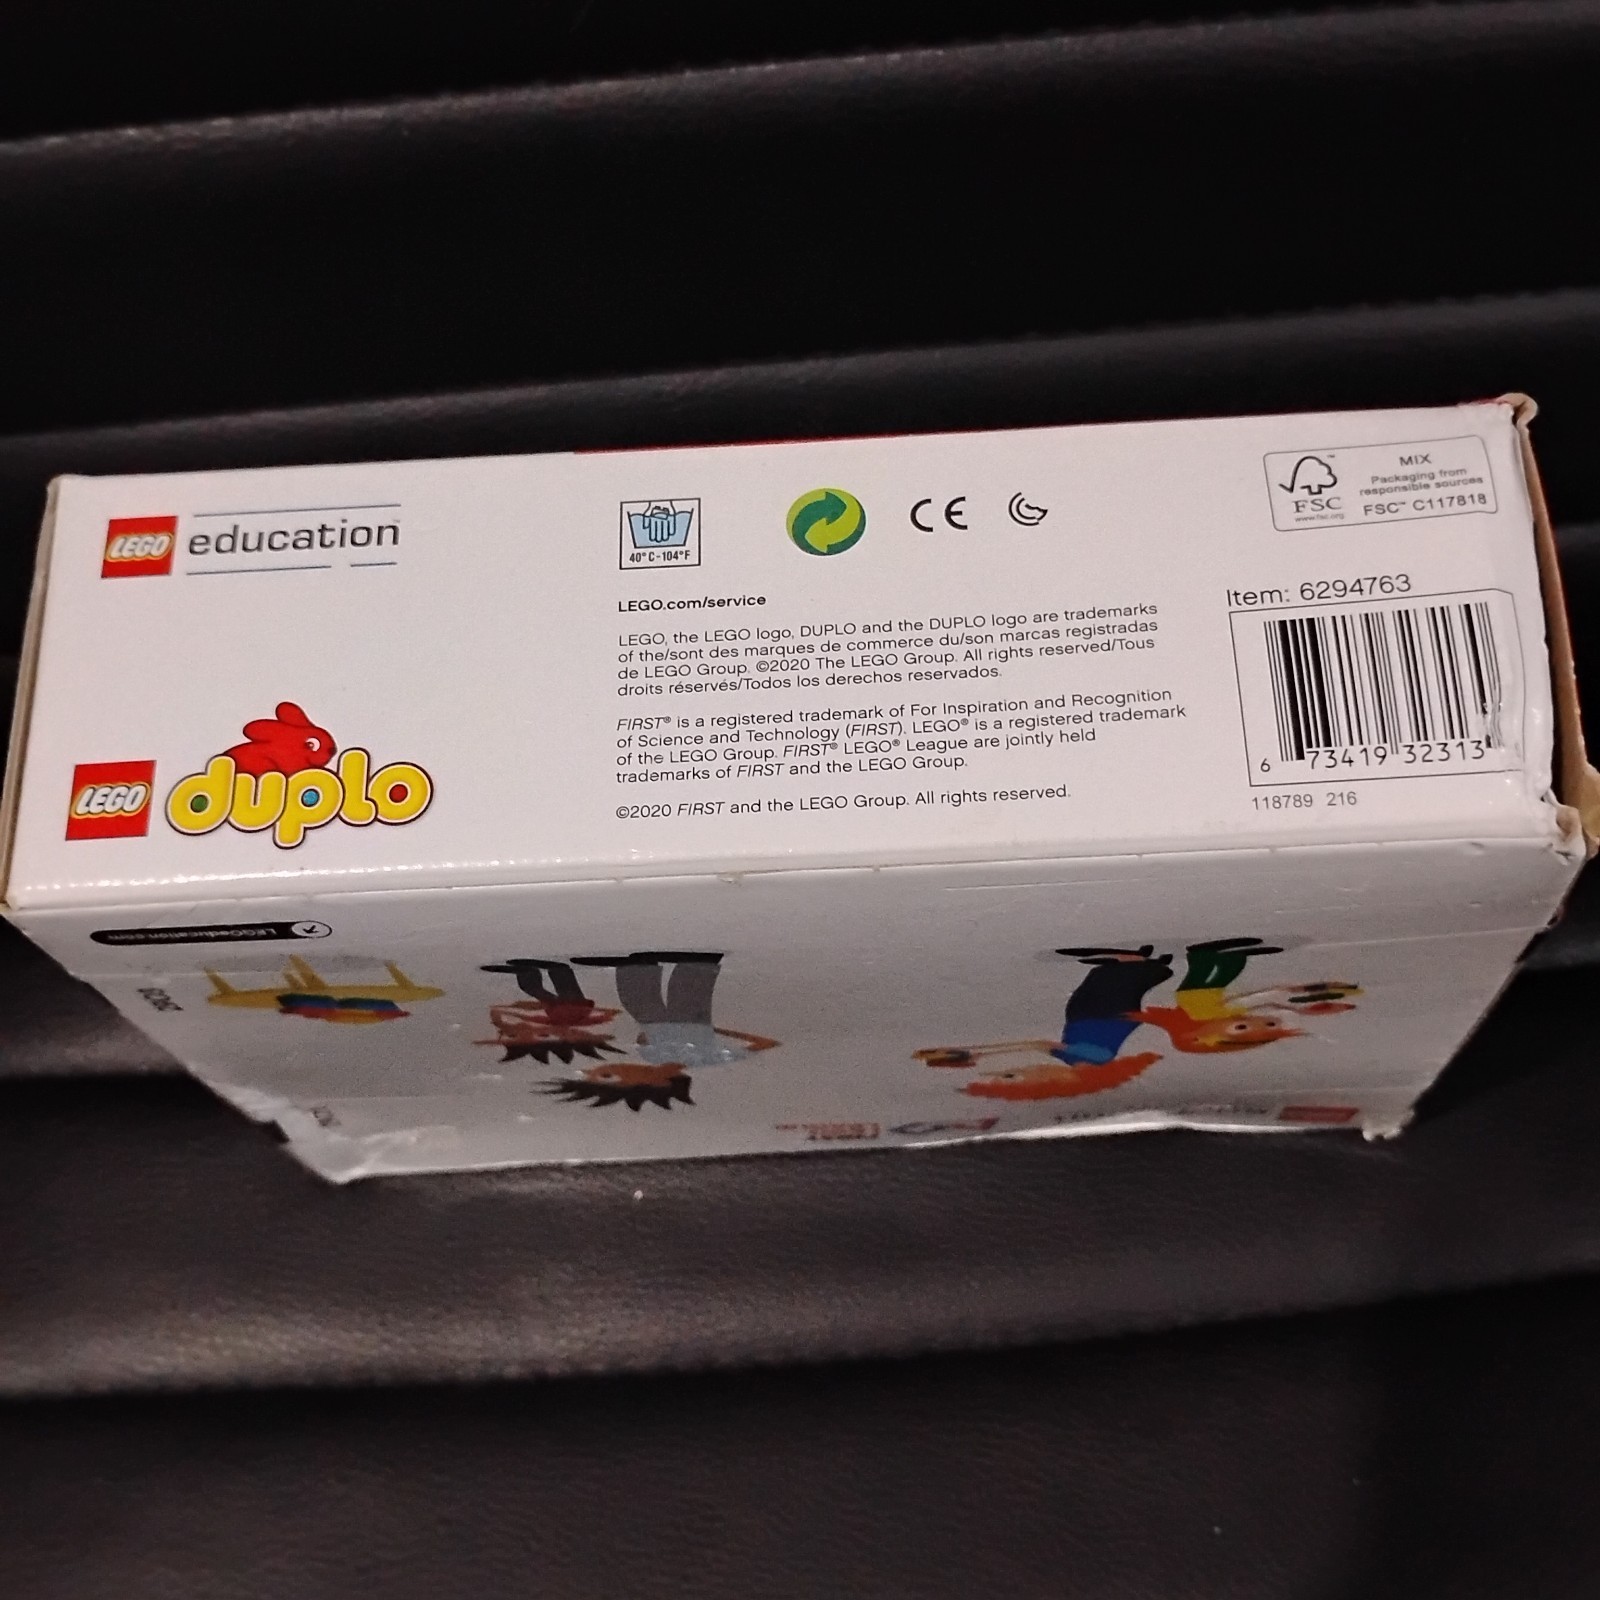 LEGO education
40°C-104°F
CE
FSC
www.fsc.org
MIX
Packaging from
responsible sources
FSC™ C117818
LEGO.com/service
LEGO, the LEGO logo, DUPLO and the DUPLO logo are trademarks
of the/sont des marques de commerce du/son marcas registradas
de LEGO Group. ©2020 The LEGO Group. All rights reserved/Tous
droits réservés/Todos los derechos reservados.
FIRST® is a registered trademark of For Inspiration and Recognition
of Science and Technology (FIRST). LEGO® is a registered trademark
of the LEGO Group. FIRST® LEGO® League are jointly held
trademarks of FIRST and the LEGO Group.
©2020 FIRST and the LEGO Group. All rights reserved.
Item: 6294763
6 73419 32313
118789 216
LEGO duplo
LEGOeducation.com